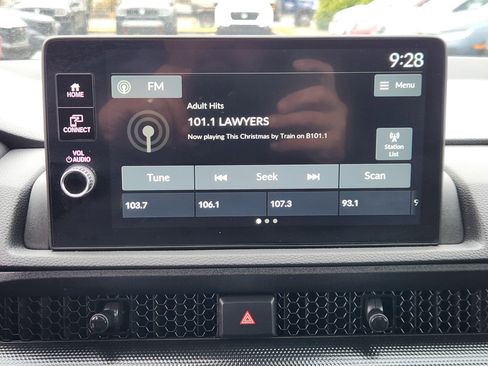 9:28
HOME
FM
Menu
Adult Hits
101.1 LAWYERS
CONNECT
Now playing This Christmas by Train on B101.1
Station
List
VOL
AUDIO
Tune
Seek
Scan
103.7
106.1
107.3
93.1